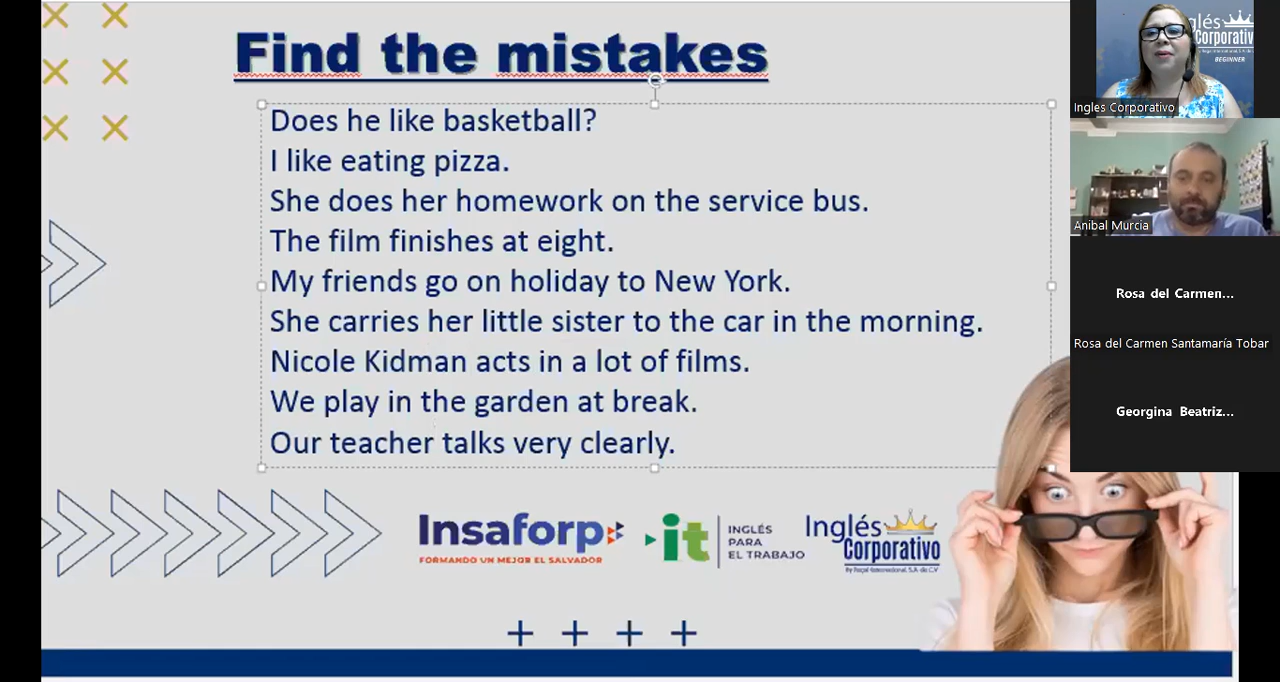 Find the mistakes
Does he like basketball?
I like eating pizza.
She does her homework on the service bus.
The film finishes at eight.
My friends go on holiday to New York.
She carries her little sister to the car in the morning.
Nicole Kidman acts in a lot of films.
We play in the garden at break.
Our teacher talks very clearly.
Insaforp
FORMANDO UN MEJOR EL SALVADOR
it
INGLÉS
PARA
EL TRABAJO
Inglés
Corporativo
glés
Corporativ
BEGINNER
Ingles Corporativo
Anibal Murcia
Rosa del Carmen...
Rosa del Carmen Santamaría Tobar
Georgina Beatriz...